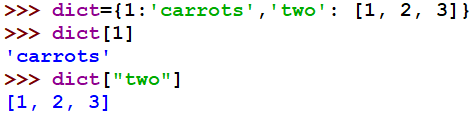 >>> dict={1:'carrots','two': [1, 2, 3]}
>>> dict[1]
'carrots'
>>> dict["two"]
[1, 2, 3]